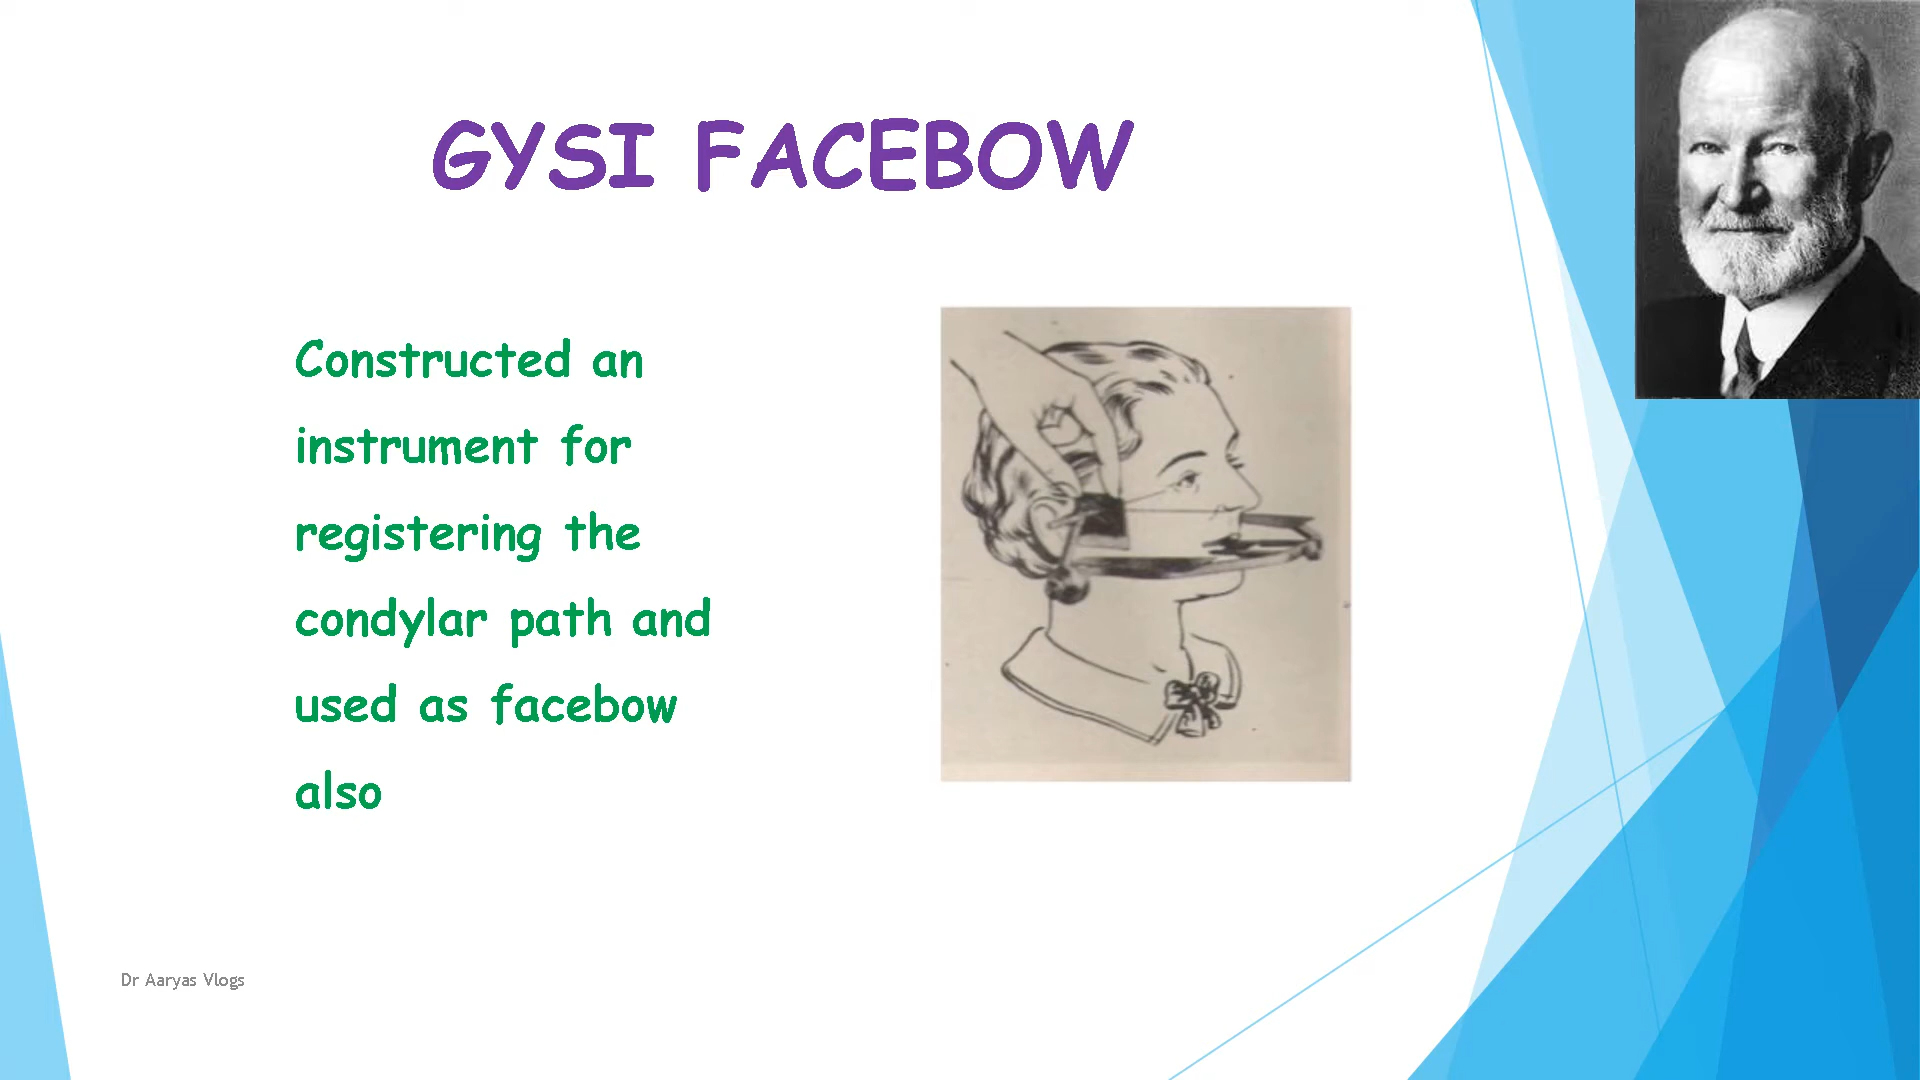 GYSI FACEBOW
Constructed an
instrument for
registering the
condylar path and
used as facebow
also
Dr Aaryas Vlogs